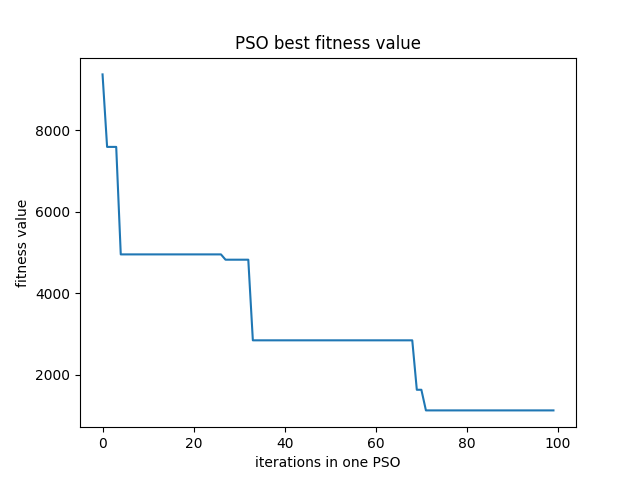 PSO best fitness value
8000
6000
4000
2000
fitness value
0 20 40 60 80 100
iterations in one PSO